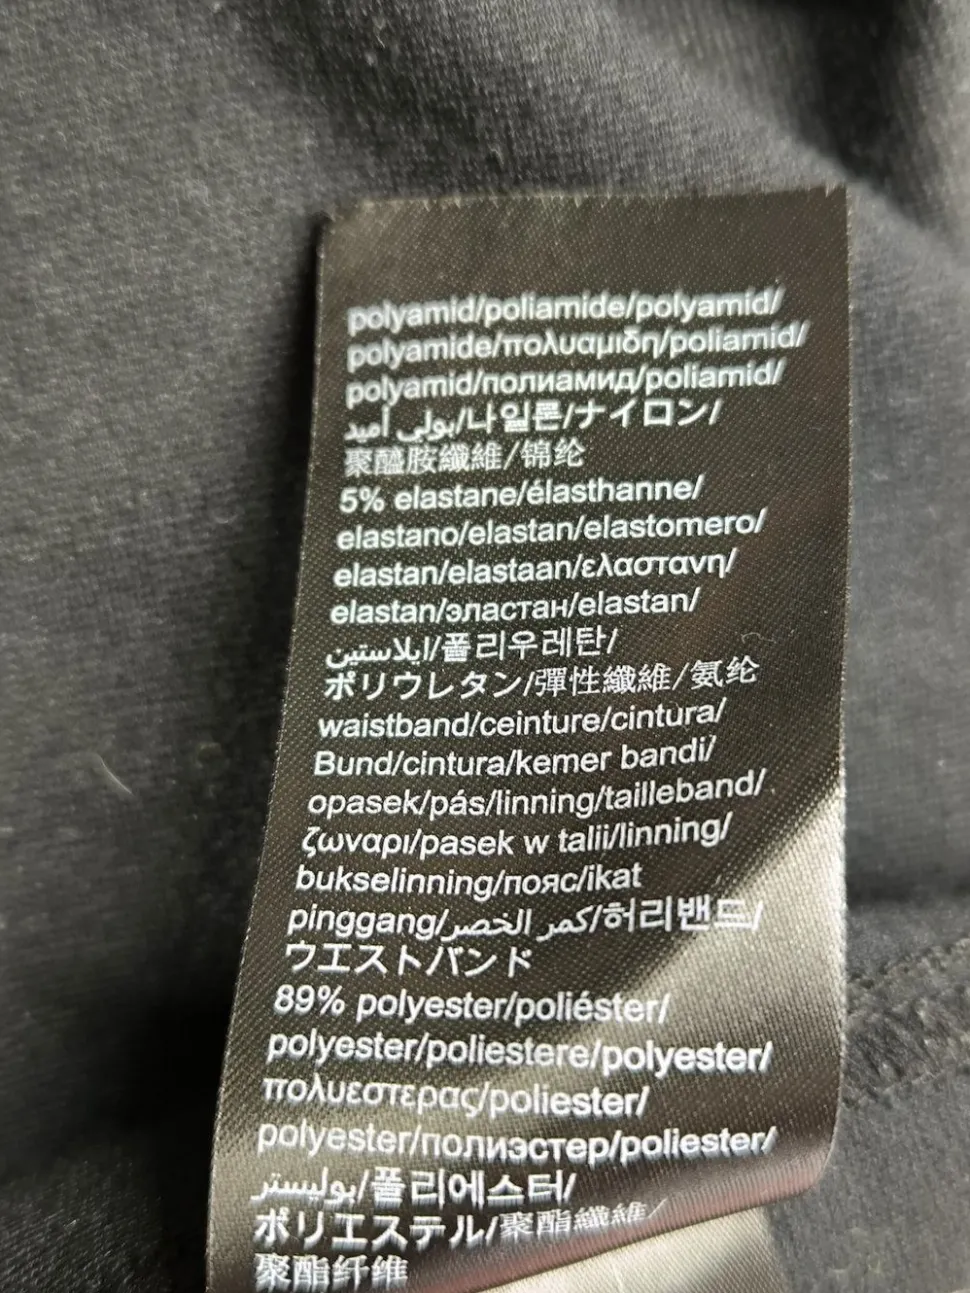 polyamid/poliamide/polyamid/
polyamide/πολυαμιδη/poliamid/
polyamid/полиамид/poliamid/
بولي أميد/나일론/ナイロン/
聚醯胺纖維/锦纶
5% elastane/élasthanne/
elastano/elastan/elastomero/
elastan/elastaan/ελαστανη/
elastan/эластан/elastan/
ايلاستين/폴리우레탄/
ポリウレタン/彈性纖維/氨纶
waistband/ceinture/cintura/
Bund/cintura/kemer bandi/
opasek/pás/linning/tailleband/
ζωναρι/pasek w talii/linning/
bukselinning/пояс/ikat
pinggang/كمر الخصر/허리밴드/
ウエストバンド
89% polyester/poliéster/
polyester/poliestere/polyester/
πολυεστερας/poliester/
polyester/полиэстер/poliester/
بوليستر/폴리에스터/
ポリエステル/聚酯纖維/
聚酯纤维